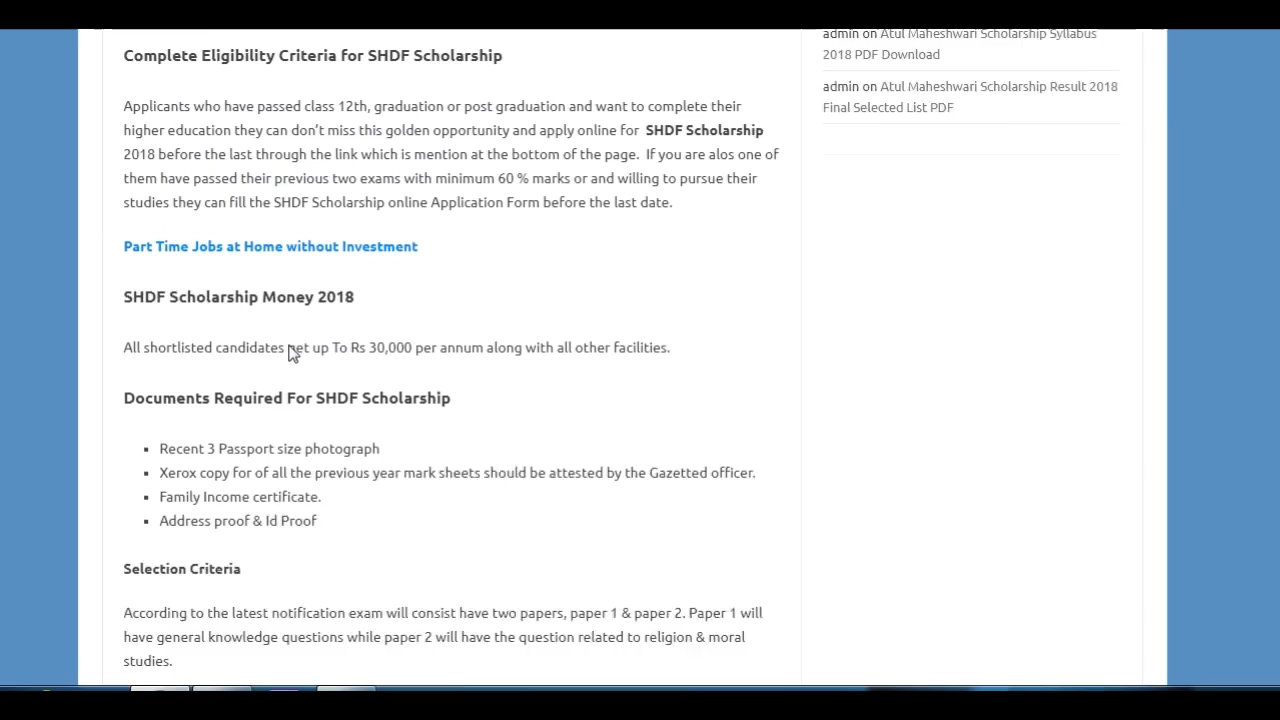 Complete Eligibility Criteria for SHDF Scholarship
Applicants who have passed class 12th, graduation or post graduation and want to complete their
higher education they can don't miss this golden opportunity and apply online for SHDF Scholarship
2018 before the last through the link which is mention at the bottom of the page. If you are alos one of
them have passed their previous two exams with minimum 60 % marks or and willing to pursue their
studies they can fill the SHDF Scholarship online Application Form before the last date.
Part Time Jobs at Home without Investment
SHDF Scholarship Money 2018
All shortlisted candidates get up To Rs 30,000 per annum along with all other facilities.
Documents Required For SHDF Scholarship
Recent 3 Passport size photograph
Xerox copy for of all the previous year mark sheets should be attested by the Gazetted officer.
Family Income certificate.
Address proof & Id Proof
Selection Criteria
According to the latest notification exam will consist have two papers, paper 1 & paper 2. Paper 1 will
have general knowledge questions while paper 2 will have the question related to religion & moral
studies.
admin on Atul Maheshwari Scholarship Syllabus
2018 PDF Download
admin on Atul Maheshwari Scholarship Result 2018
Final Selected List PDF